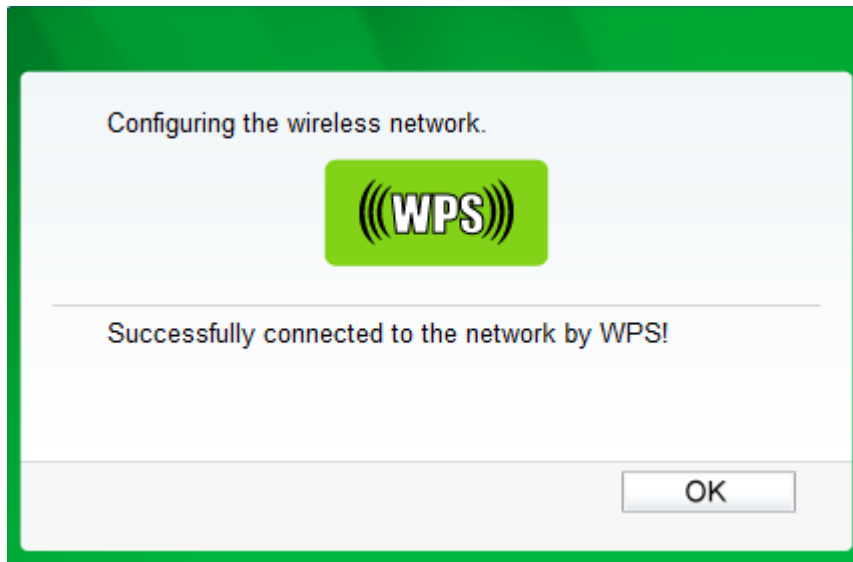 Configuring the wireless network.
(((WPS)))
Successfully connected to the network by WPS!
OK